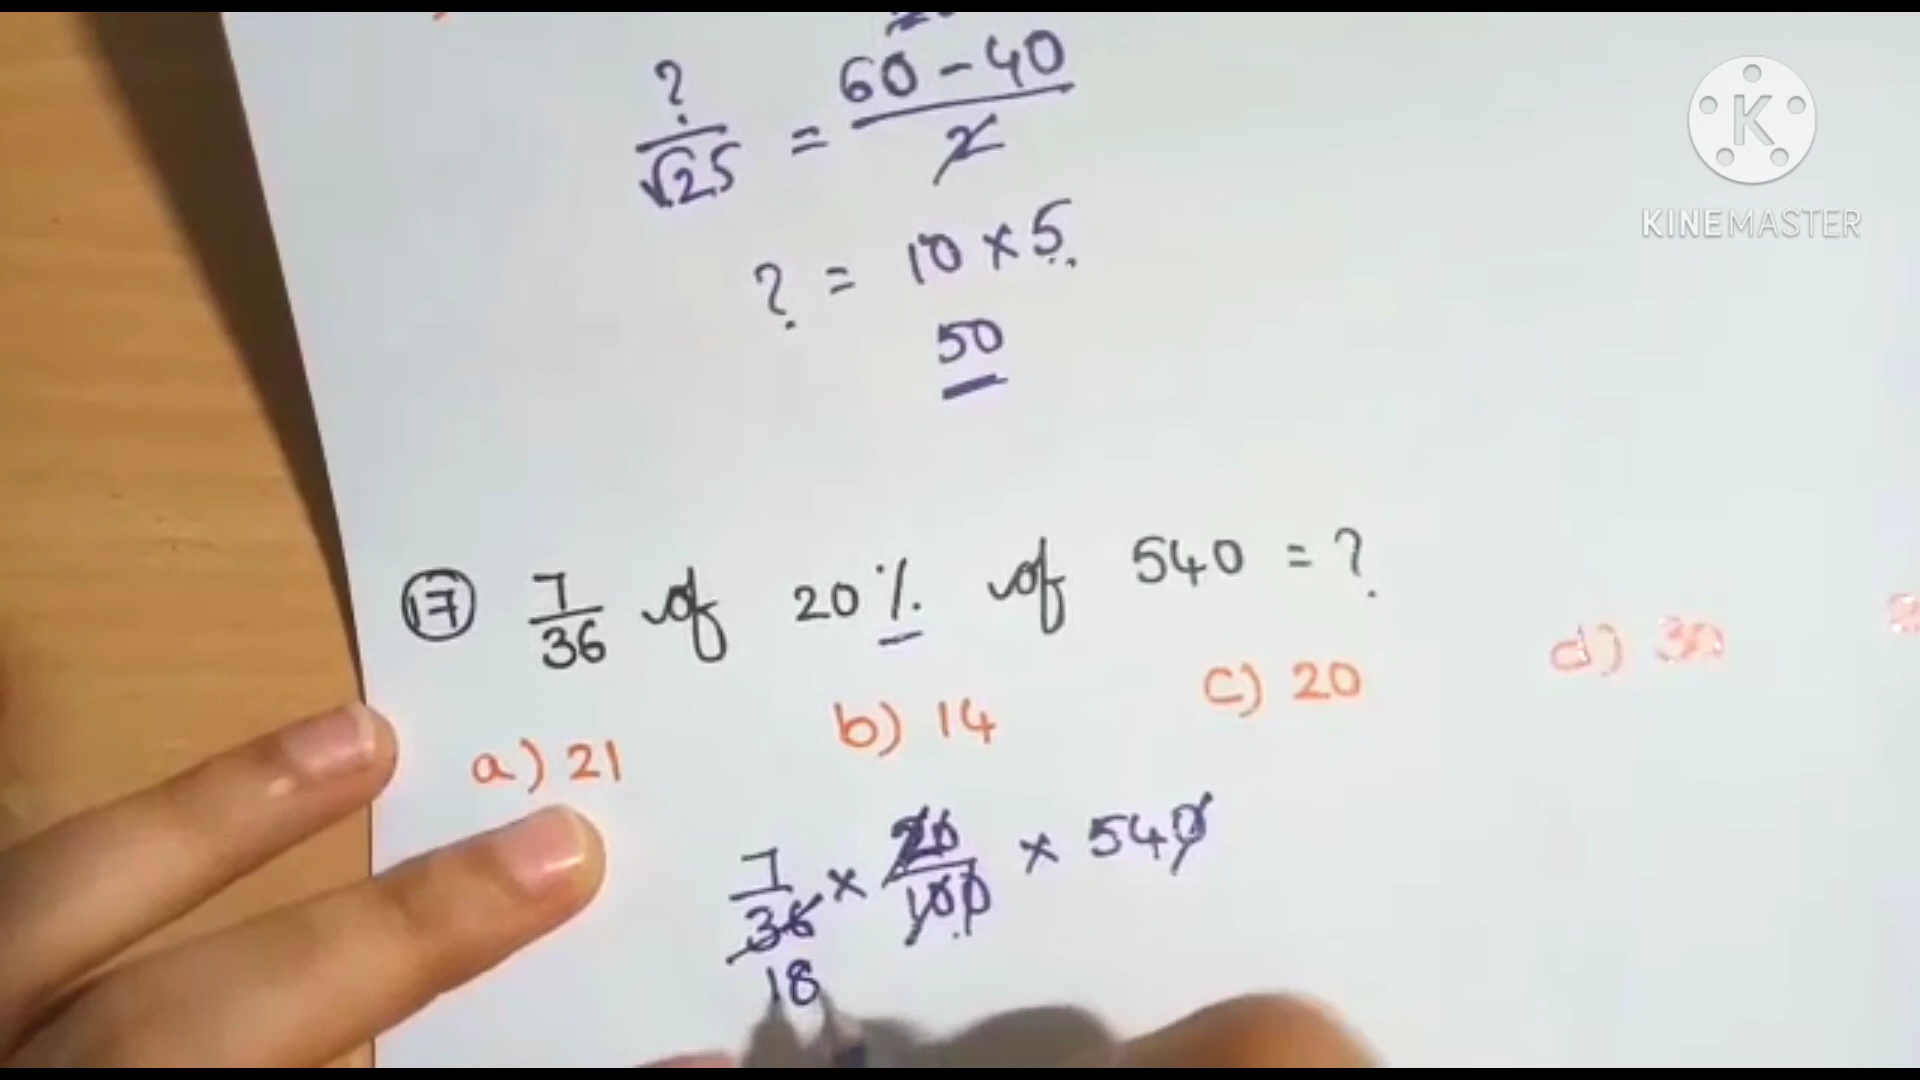 ? / √25 = 60 - 40 / 2
? = 10 × 5
50
17 7/36 of 20% of 540 = ?
a) 21 b) 14 c) 20 d) 30
7/36 × 20/100 × 540
18
K
KINEMASTER